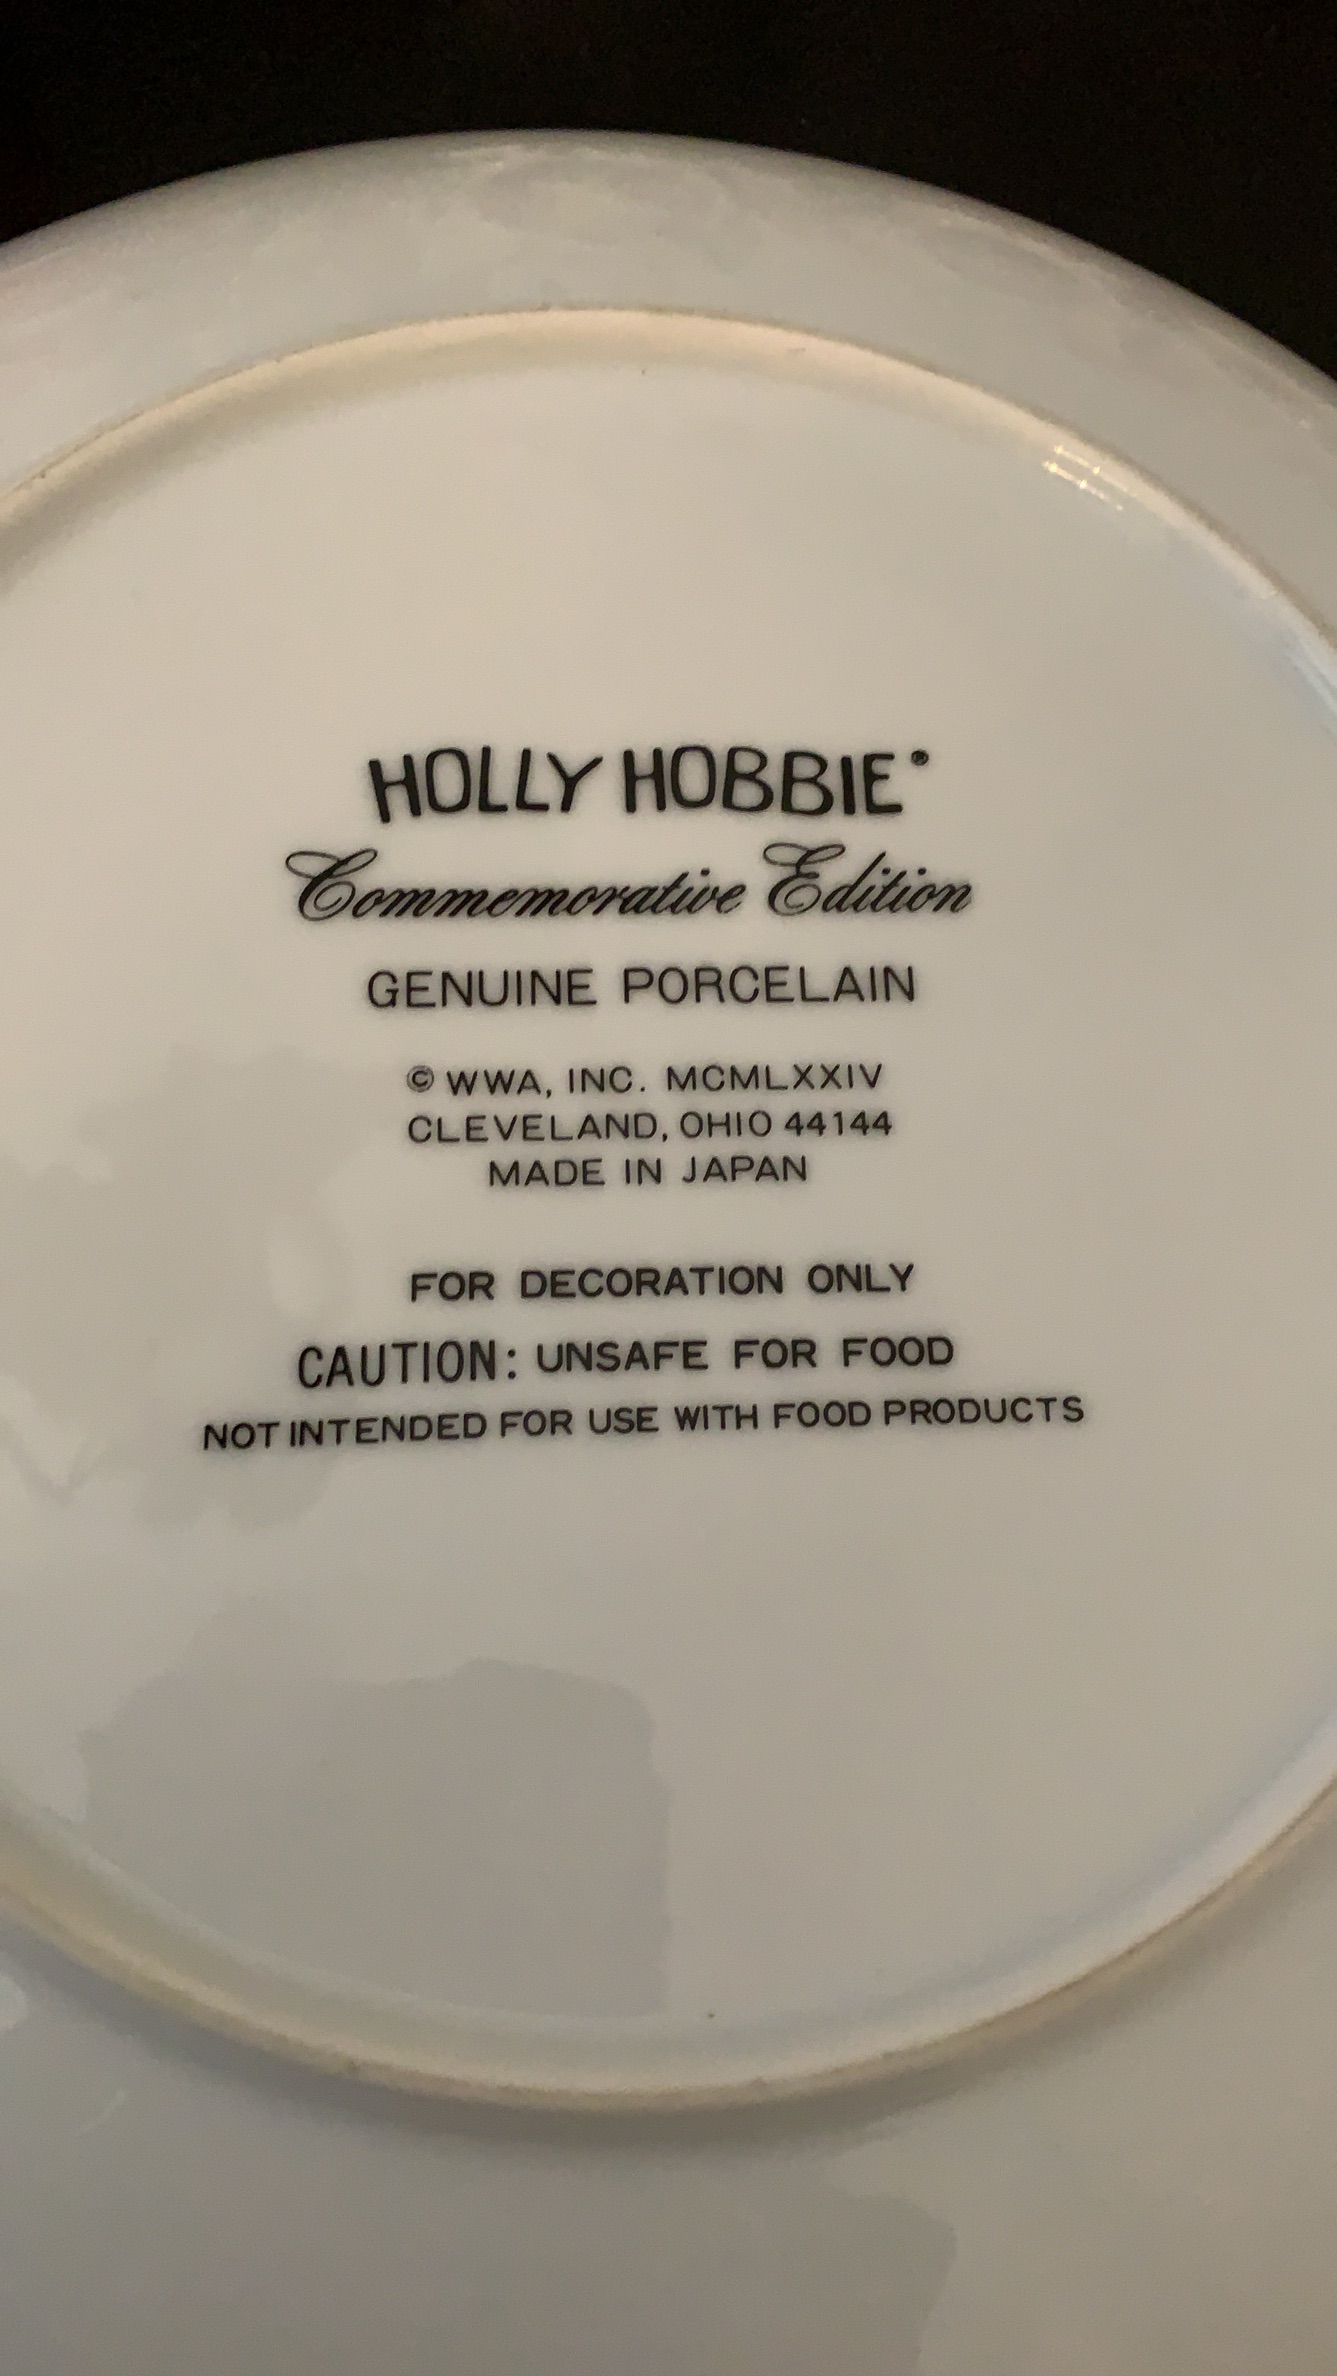 HOLLY HOBBIE®
Commemorative Edition
GENUINE PORCELAIN
© WWA, INC. MCMLXXIV
CLEVELAND, OHIO 44144
MADE IN JAPAN
FOR DECORATION ONLY
CAUTION: UNSAFE FOR FOOD
NOT INTENDED FOR USE WITH FOOD PRODUCTS